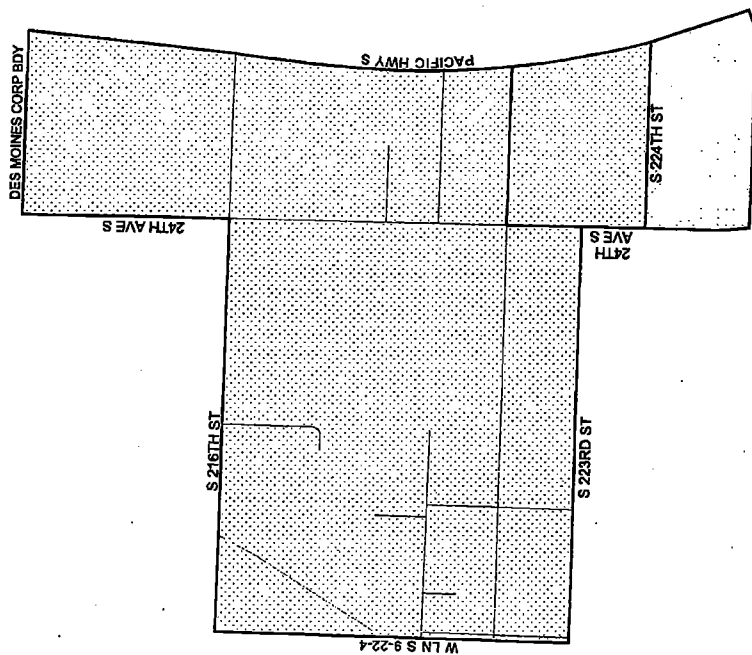 DES MOINES CORP BDY
PACIFIC HWY S
24TH AVE S
S 224TH ST
24TH
AVE S
S 216TH ST
S 223RD ST
W LN S 9-22-4